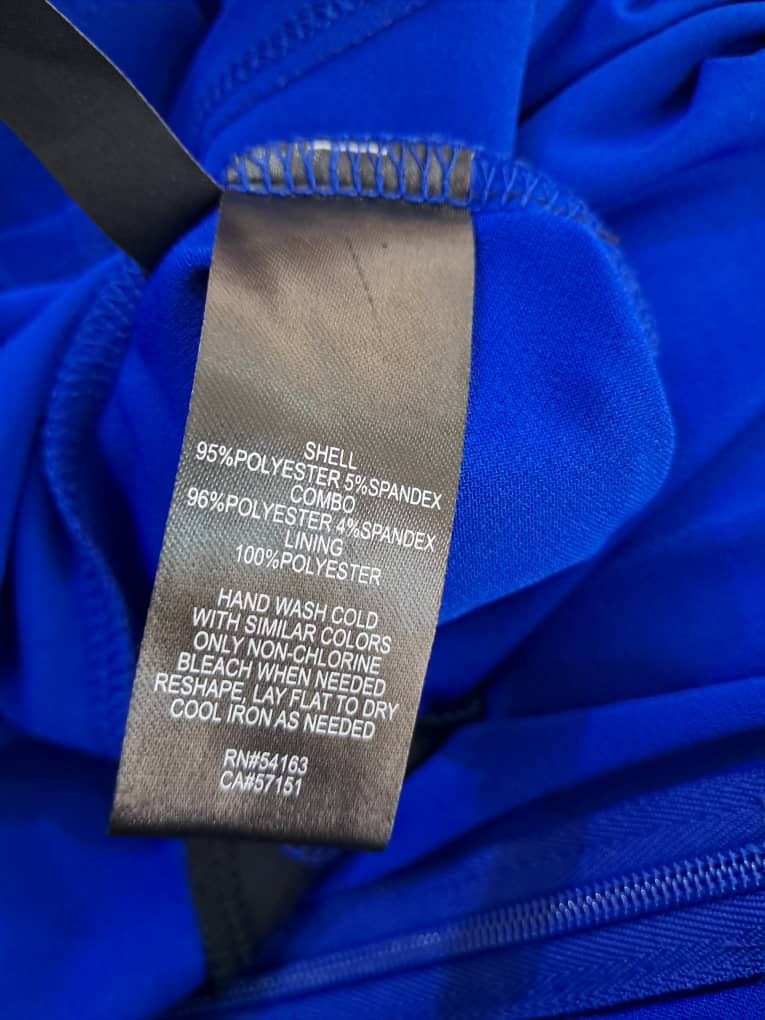 SHELL
95%POLYESTER 5%SPANDEX
COMBO
96%POLYESTER 4%SPANDEX
LINING
100%POLYESTER
HAND WASH COLD
WITH SIMILAR COLORS
ONLY NON-CHLORINE
BLEACH WHEN NEEDED
RESHAPE, LAY FLAT TO DRY
COOL IRON AS NEEDED
RN#54163
CA#57151